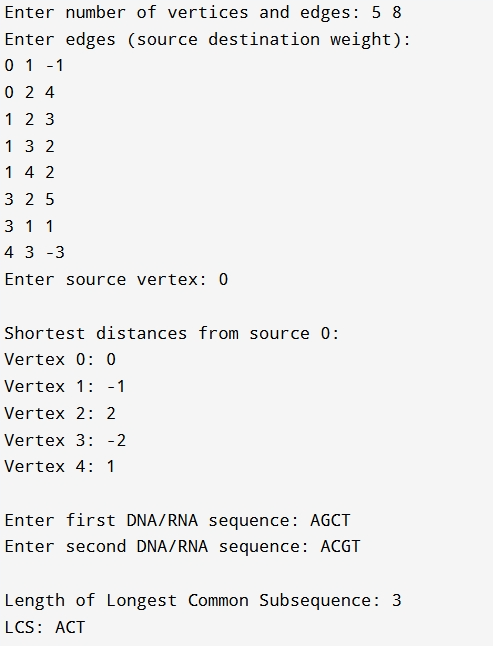 Enter number of vertices and edges: 5 8
Enter edges (source destination weight):
0 1 -1
0 2 4
1 2 3
1 3 2
1 4 2
3 2 5
3 1 1
4 3 -3
Enter source vertex: 0
Shortest distances from source 0:
Vertex 0: 0
Vertex 1: -1
Vertex 2: 2
Vertex 3: -2
Vertex 4: 1
Enter first DNA/RNA sequence: AGCT
Enter second DNA/RNA sequence: ACGT
Length of Longest Common Subsequence: 3
LCS: ACT